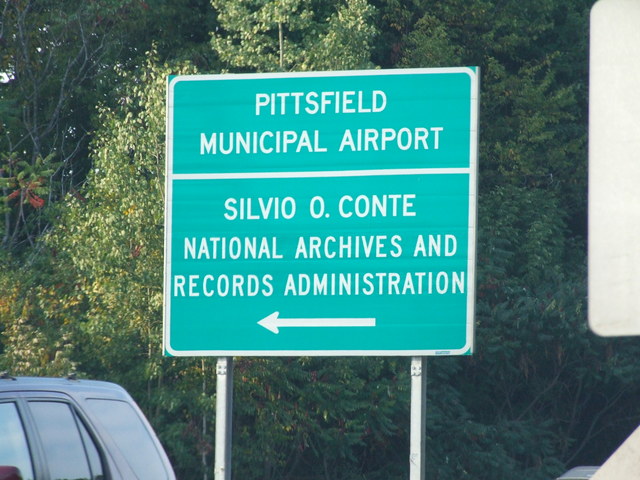 PITTSFIELD
MUNICIPAL AIRPORT
SILVIO O. CONTE
NATIONAL ARCHIVES AND
RECORDS ADMINISTRATION